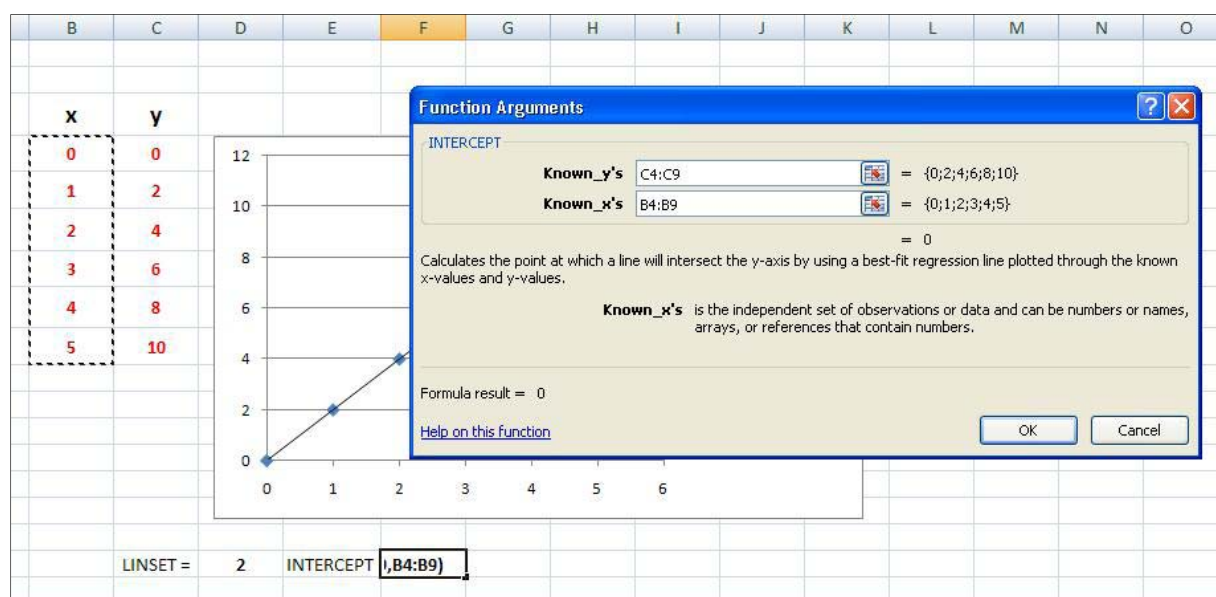 B C D E F G H I J K L M N O
x y
0 0
1 2
2 4
3 6
4 8
5 10
12
10
8
6
4
2
0
0 1 2 3 4 5 6
Function Arguments
INTERCEPT
Known_y's C4:C9 = {0;2;4;6;8;10}
Known_x's B4:B9 = {0;1;2;3;4;5}
= 0
Calculates the point at which a line will intersect the y-axis by using a best-fit regression line plotted through the known
x-values and y-values.
Known_x's is the independent set of observations or data and can be numbers or names,
arrays, or references that contain numbers.
Formula result = 0
Help on this function
OK Cancel
LINSET = 2 INTERCEPT ,B4:B9)